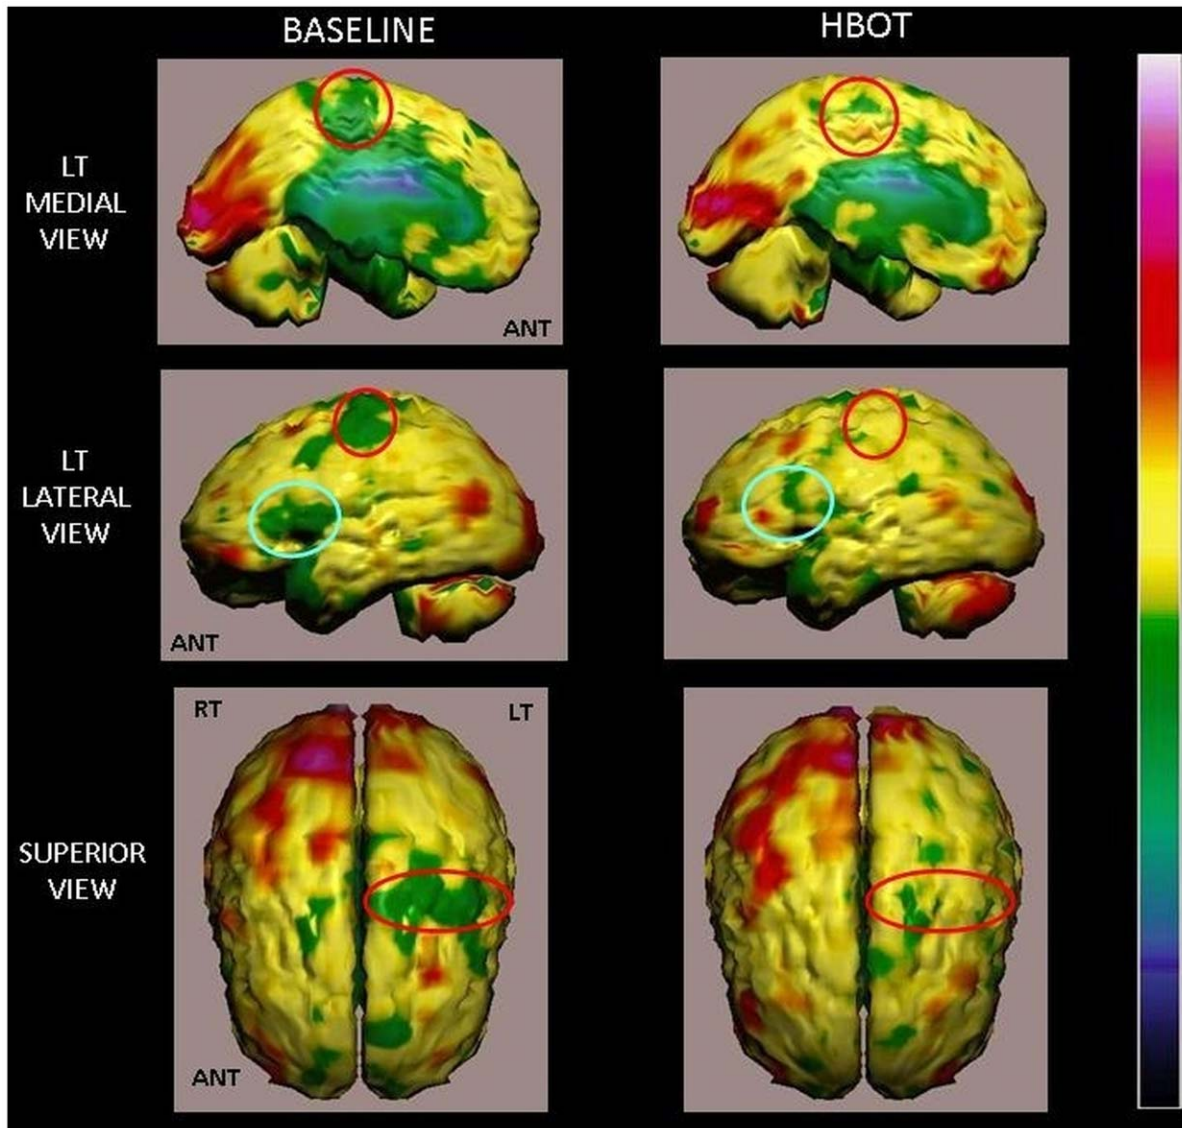 BASELINE
HBOT
LT
MEDIAL
VIEW
ANT
LT
LATERAL
VIEW
ANT
RT
LT
SUPERIOR
VIEW
ANT